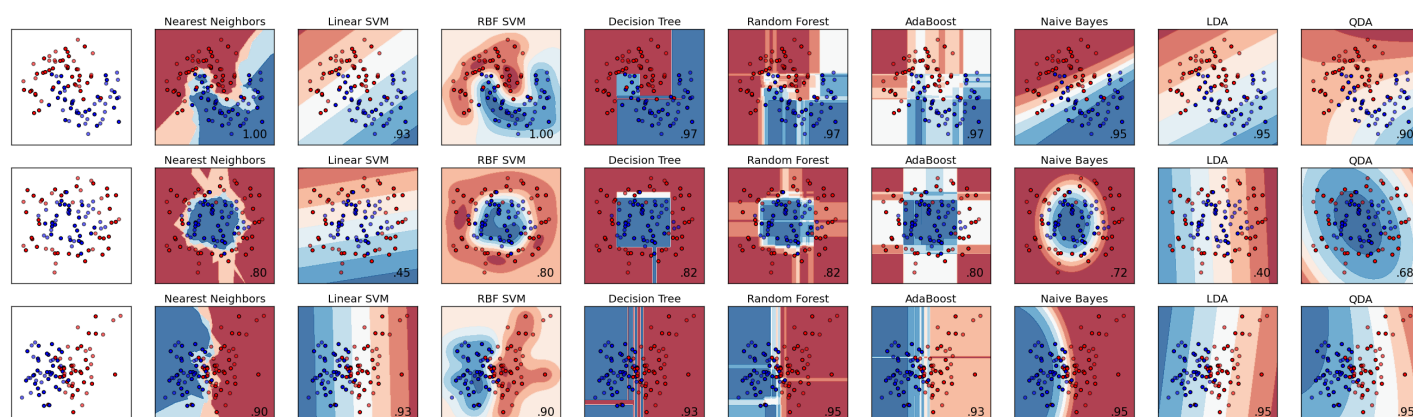 Nearest Neighbors Linear SVM RBF SVM Decision Tree Random Forest AdaBoost Naive Bayes LDA QDA
1.00 .93 1.00 .97 .97 .97 .95 .95 .90
Nearest Neighbors Linear SVM RBF SVM Decision Tree Random Forest AdaBoost Naive Bayes LDA QDA
.80 .45 .80 .82 .82 .80 .72 .40 .68
Nearest Neighbors Linear SVM RBF SVM Decision Tree Random Forest AdaBoost Naive Bayes LDA QDA
.90 .93 .90 .93 .95 .93 .95 .95 .95